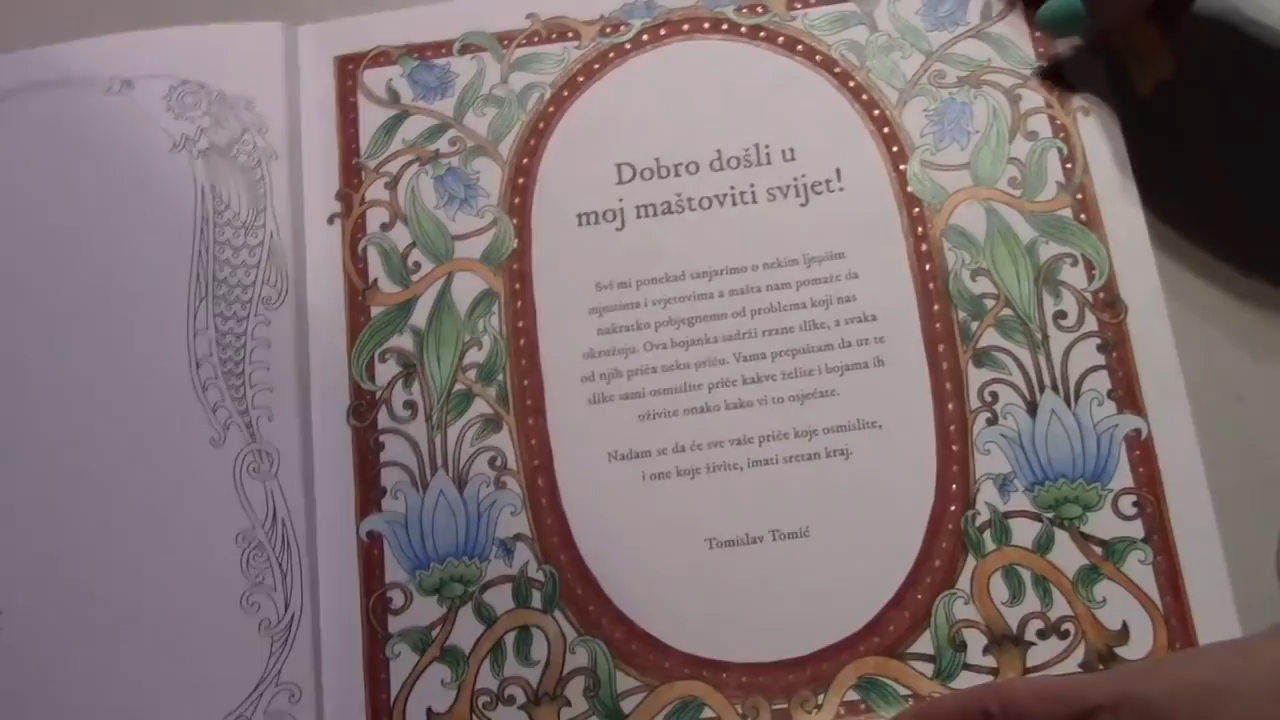 Dobro došli u
moj maštoviti svijet!
Svi mi ponekad sanjarimo o nekim ljepšim
mjestima i svjetovima a mašta nam pomaže da
nakratko pobjegnemo od problema koji nas
okružuju. Ova bojanka sadrži razne slike, a svaka
od njih priča neku priču. Vama prepuštam da uz te
slike sami osmislite priče kakve želite i bojama ih
oživite onako kako vi to osjećate.
Nadam se da će sve vaše priče koje osmislite,
i one koje živite, imati sretan kraj.
Tomislav Tomić